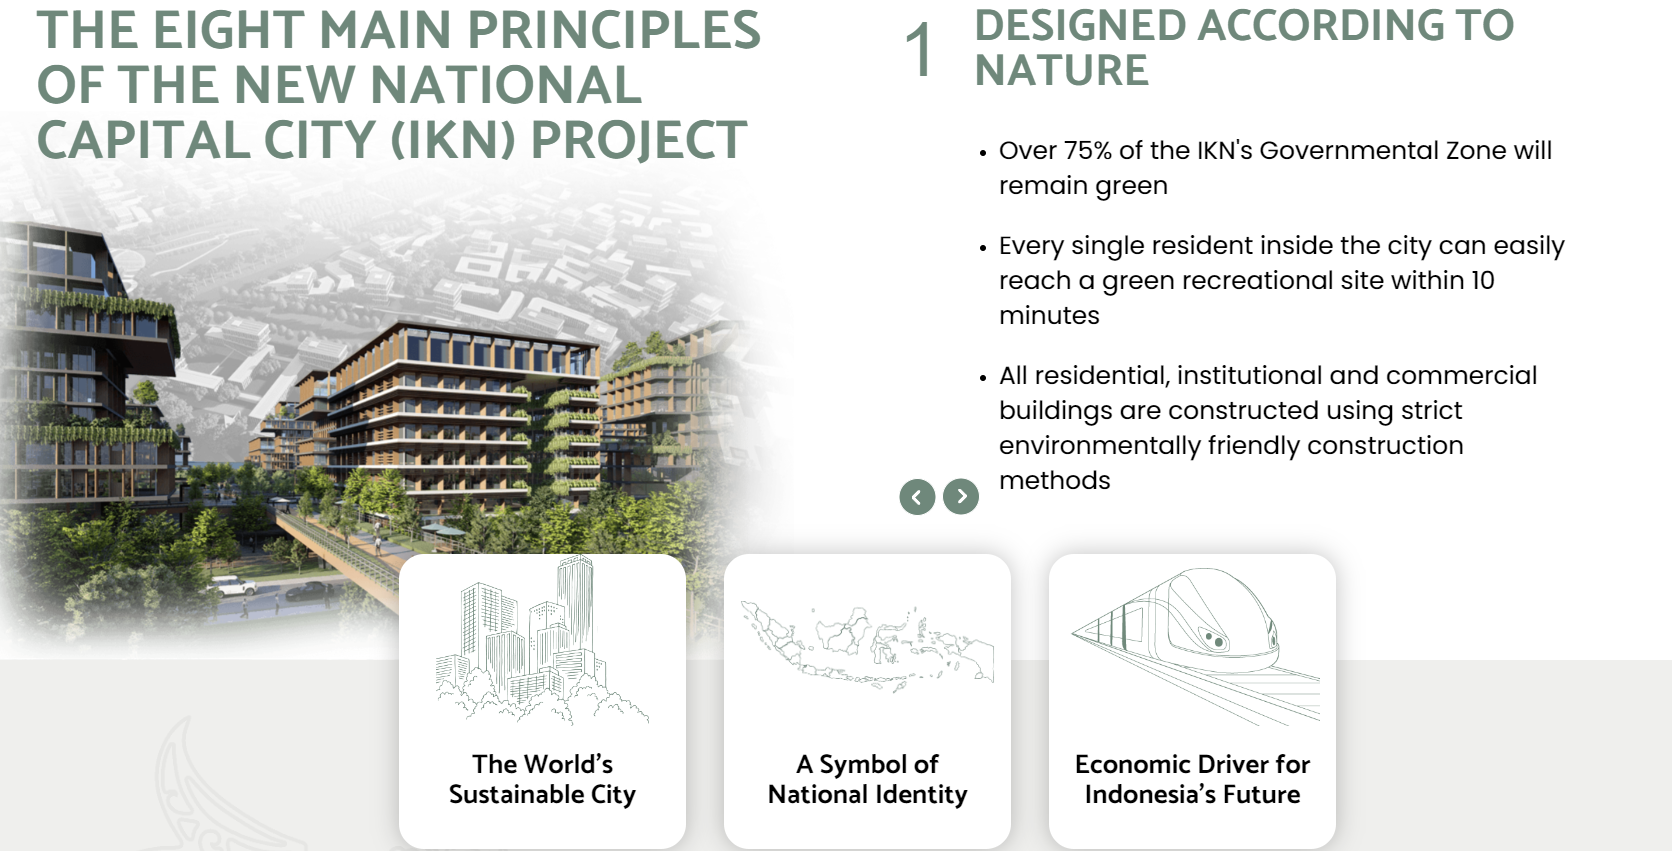 THE EIGHT MAIN PRINCIPLES
OF THE NEW NATIONAL
CAPITAL CITY (IKN) PROJECT
1
DESIGNED ACCORDING TO
NATURE
• Over 75% of the IKN's Governmental Zone will
remain green
• Every single resident inside the city can easily
reach a green recreational site within 10
minutes
• All residential, institutional and commercial
buildings are constructed using strict
environmentally friendly construction
methods
The World’s
Sustainable City
A Symbol of
National Identity
Economic Driver for
Indonesia’s Future